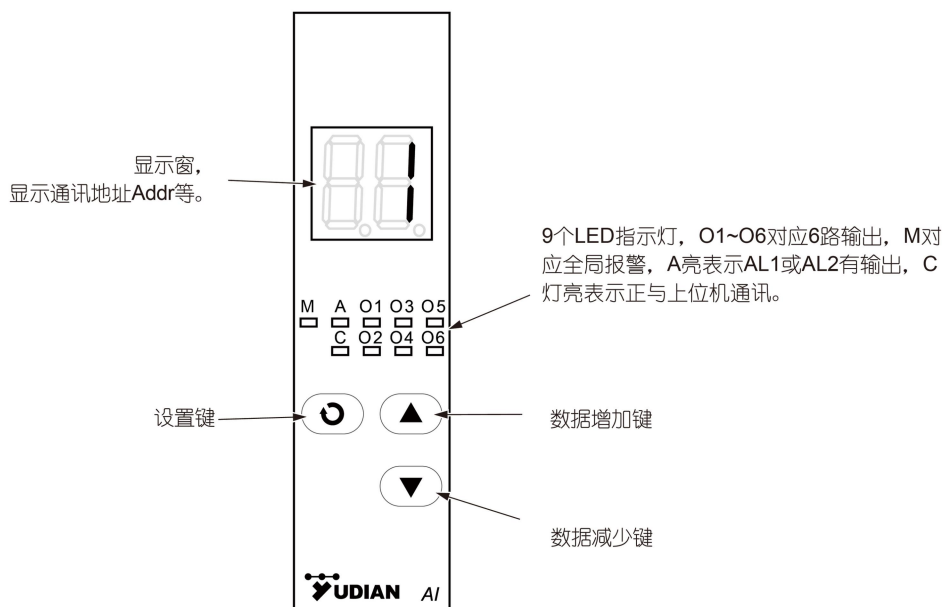 显示窗，
显示通讯地址Addr等。
1
9个LED指示灯，O1~O6对应6路输出，M对
应全局报警，A亮表示AL1或AL2有输出，C
灯亮表示正与上位机通讯。
M A O1 O3 O5
C O2 O4 O6
设置键
数据增加键
数据减少键
YUDIAN AI